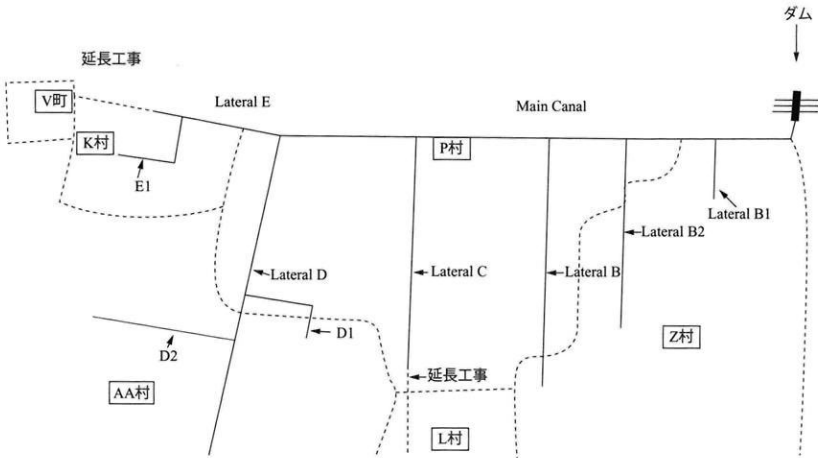 ダム
延長工事
V町
Lateral E
Main Canal
K村
P村
E1
Lateral B1
Lateral B2
Lateral D
Lateral C
Lateral B
D1
Z村
D2
延長工事
AA村
L村